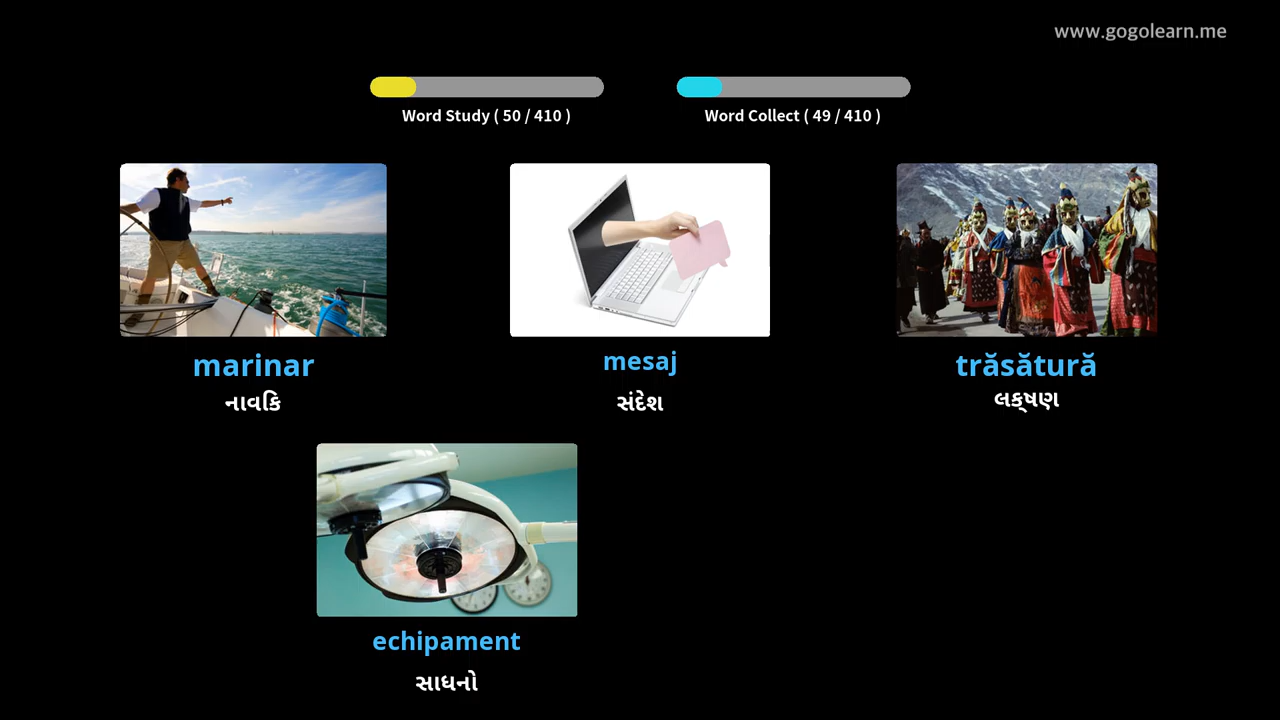 www.gogolearn.me
Word Study ( 50 / 410 )
Word Collect ( 49 / 410 )
marinar
mesaj
trăsătură
નાવિક
સંદેશ
લક્ષણ
echipament
સાધનો